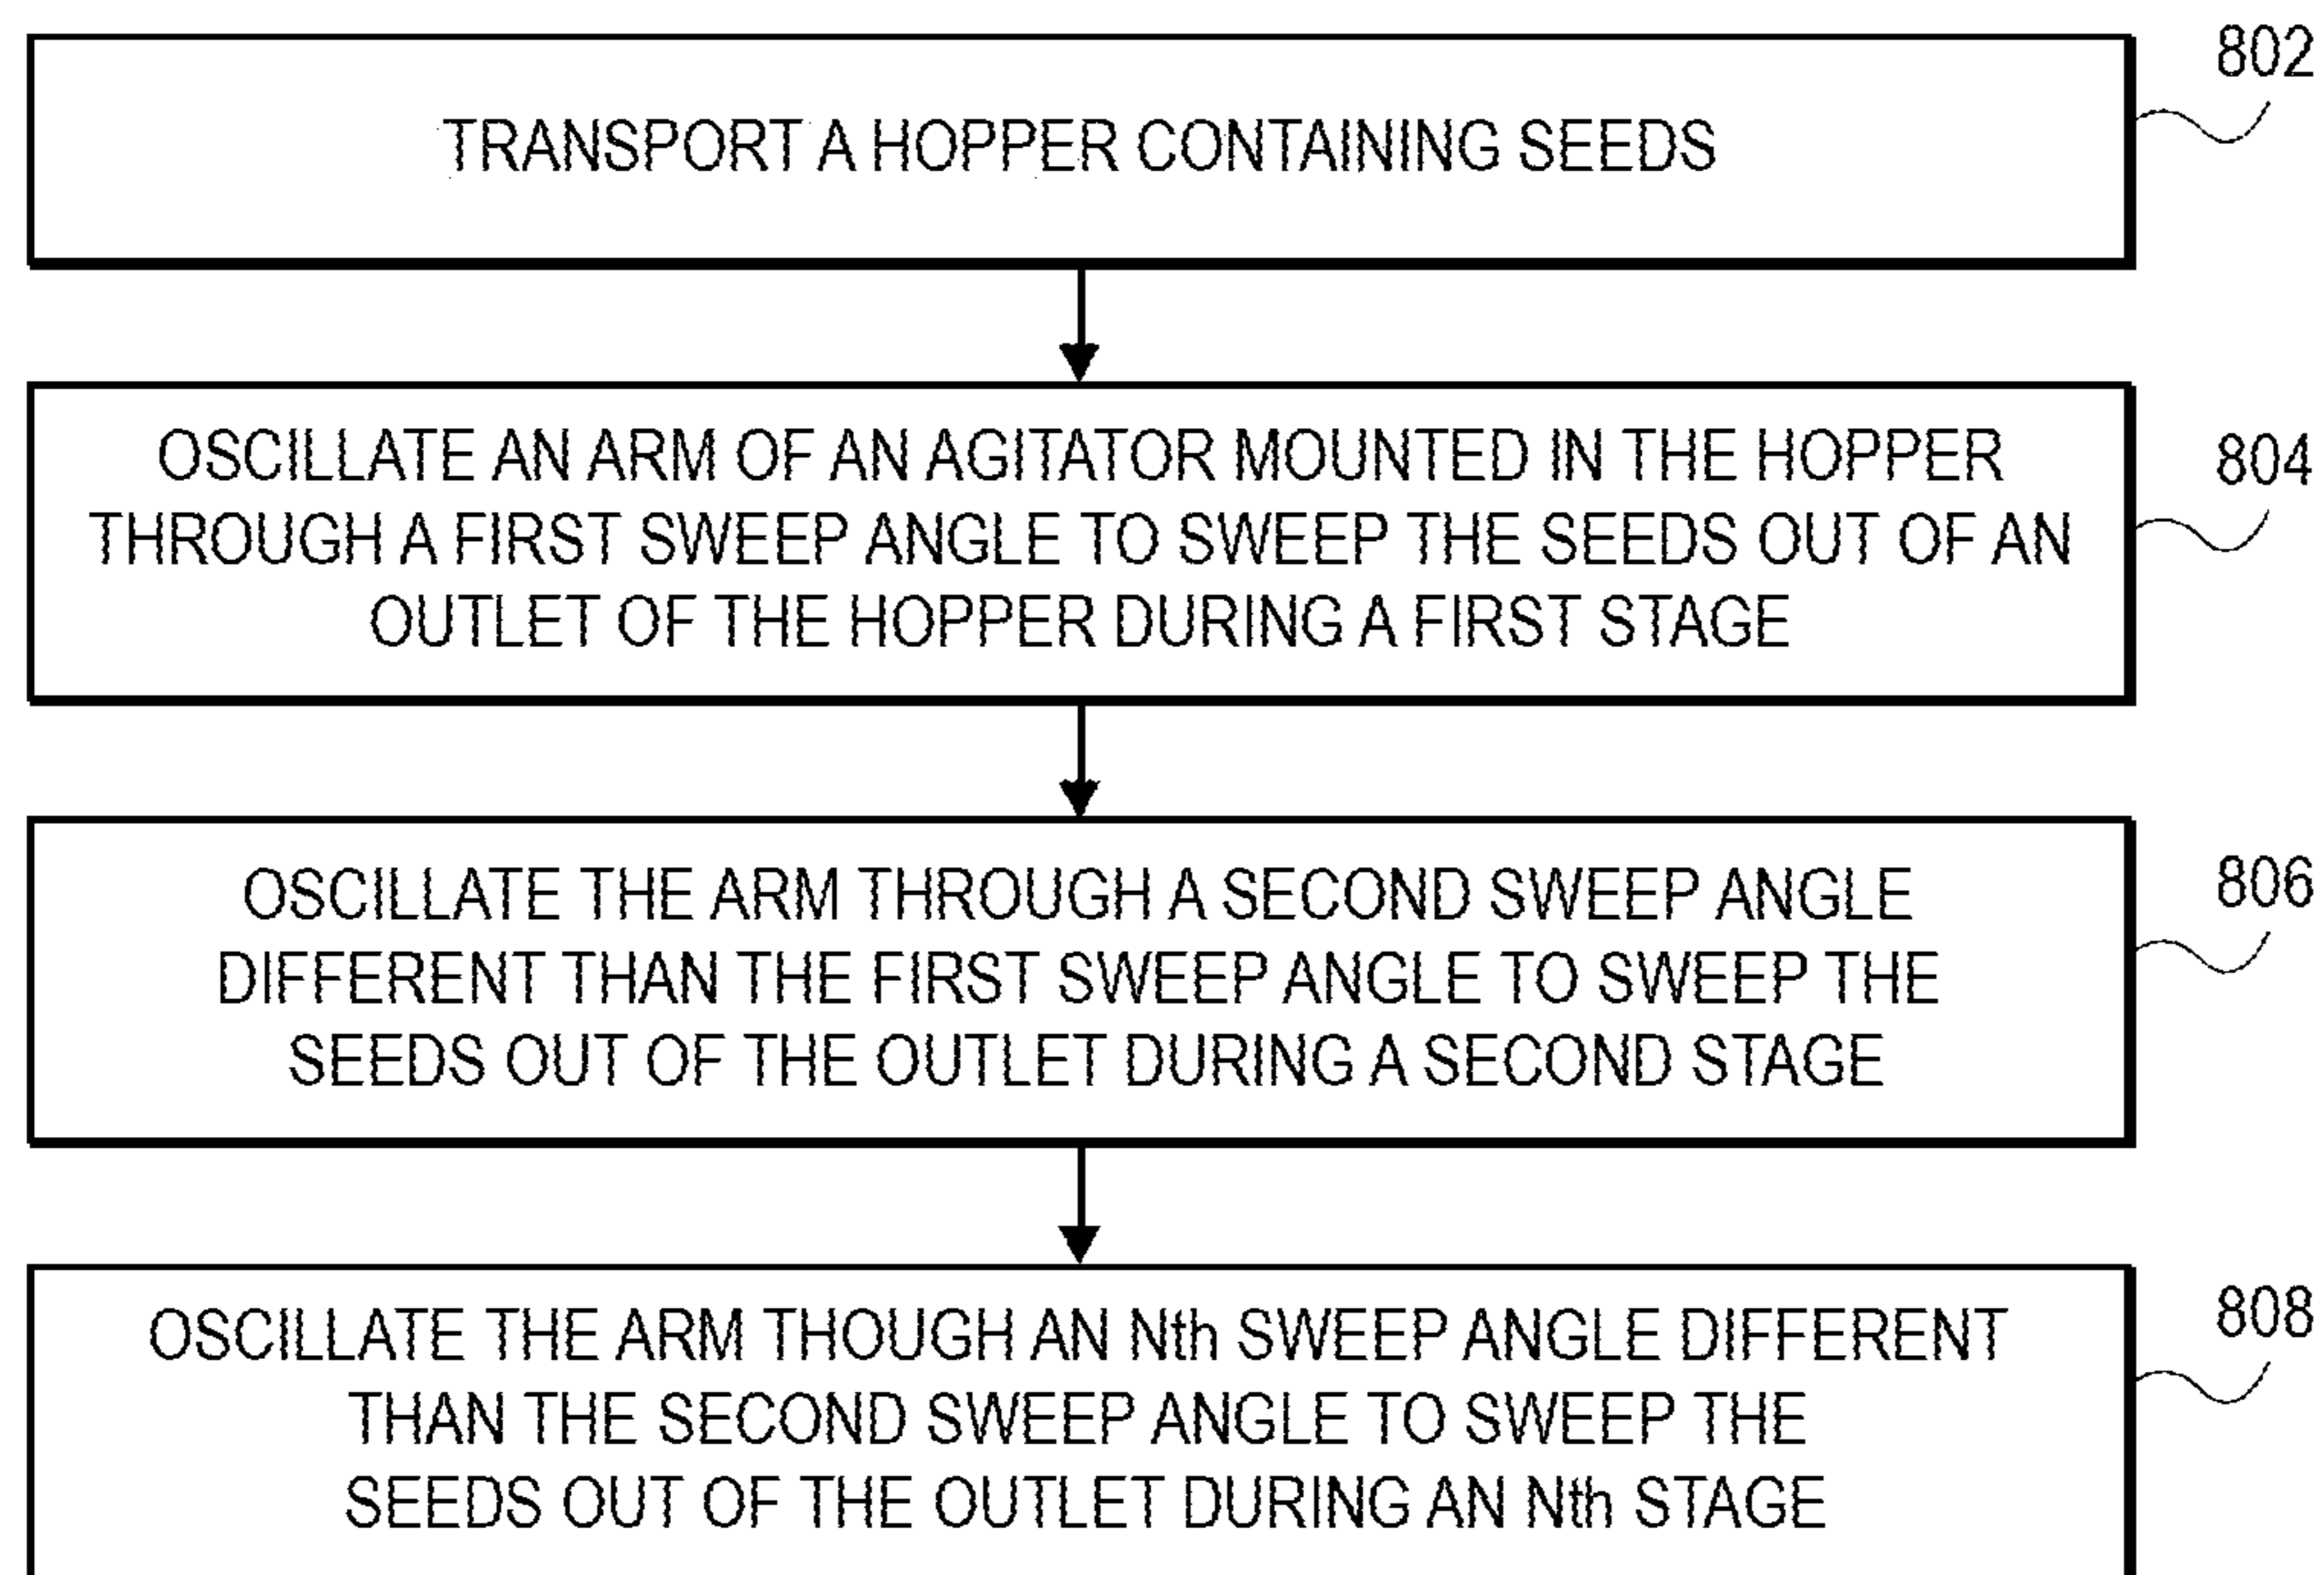 802
TRANSPORT A HOPPER CONTAINING SEEDS
804
OSCILLATE AN ARM OF AN AGITATOR MOUNTED IN THE HOPPER
THROUGH A FIRST SWEEP ANGLE TO SWEEP THE SEEDS OUT OF AN
OUTLET OF THE HOPPER DURING A FIRST STAGE
806
OSCILLATE THE ARM THROUGH A SECOND SWEEP ANGLE
DIFFERENT THAN THE FIRST SWEEP ANGLE TO SWEEP THE
SEEDS OUT OF THE OUTLET DURING A SECOND STAGE
808
OSCILLATE THE ARM THOUGH AN Nth SWEEP ANGLE DIFFERENT
THAN THE SECOND SWEEP ANGLE TO SWEEP THE
SEEDS OUT OF THE OUTLET DURING AN Nth STAGE